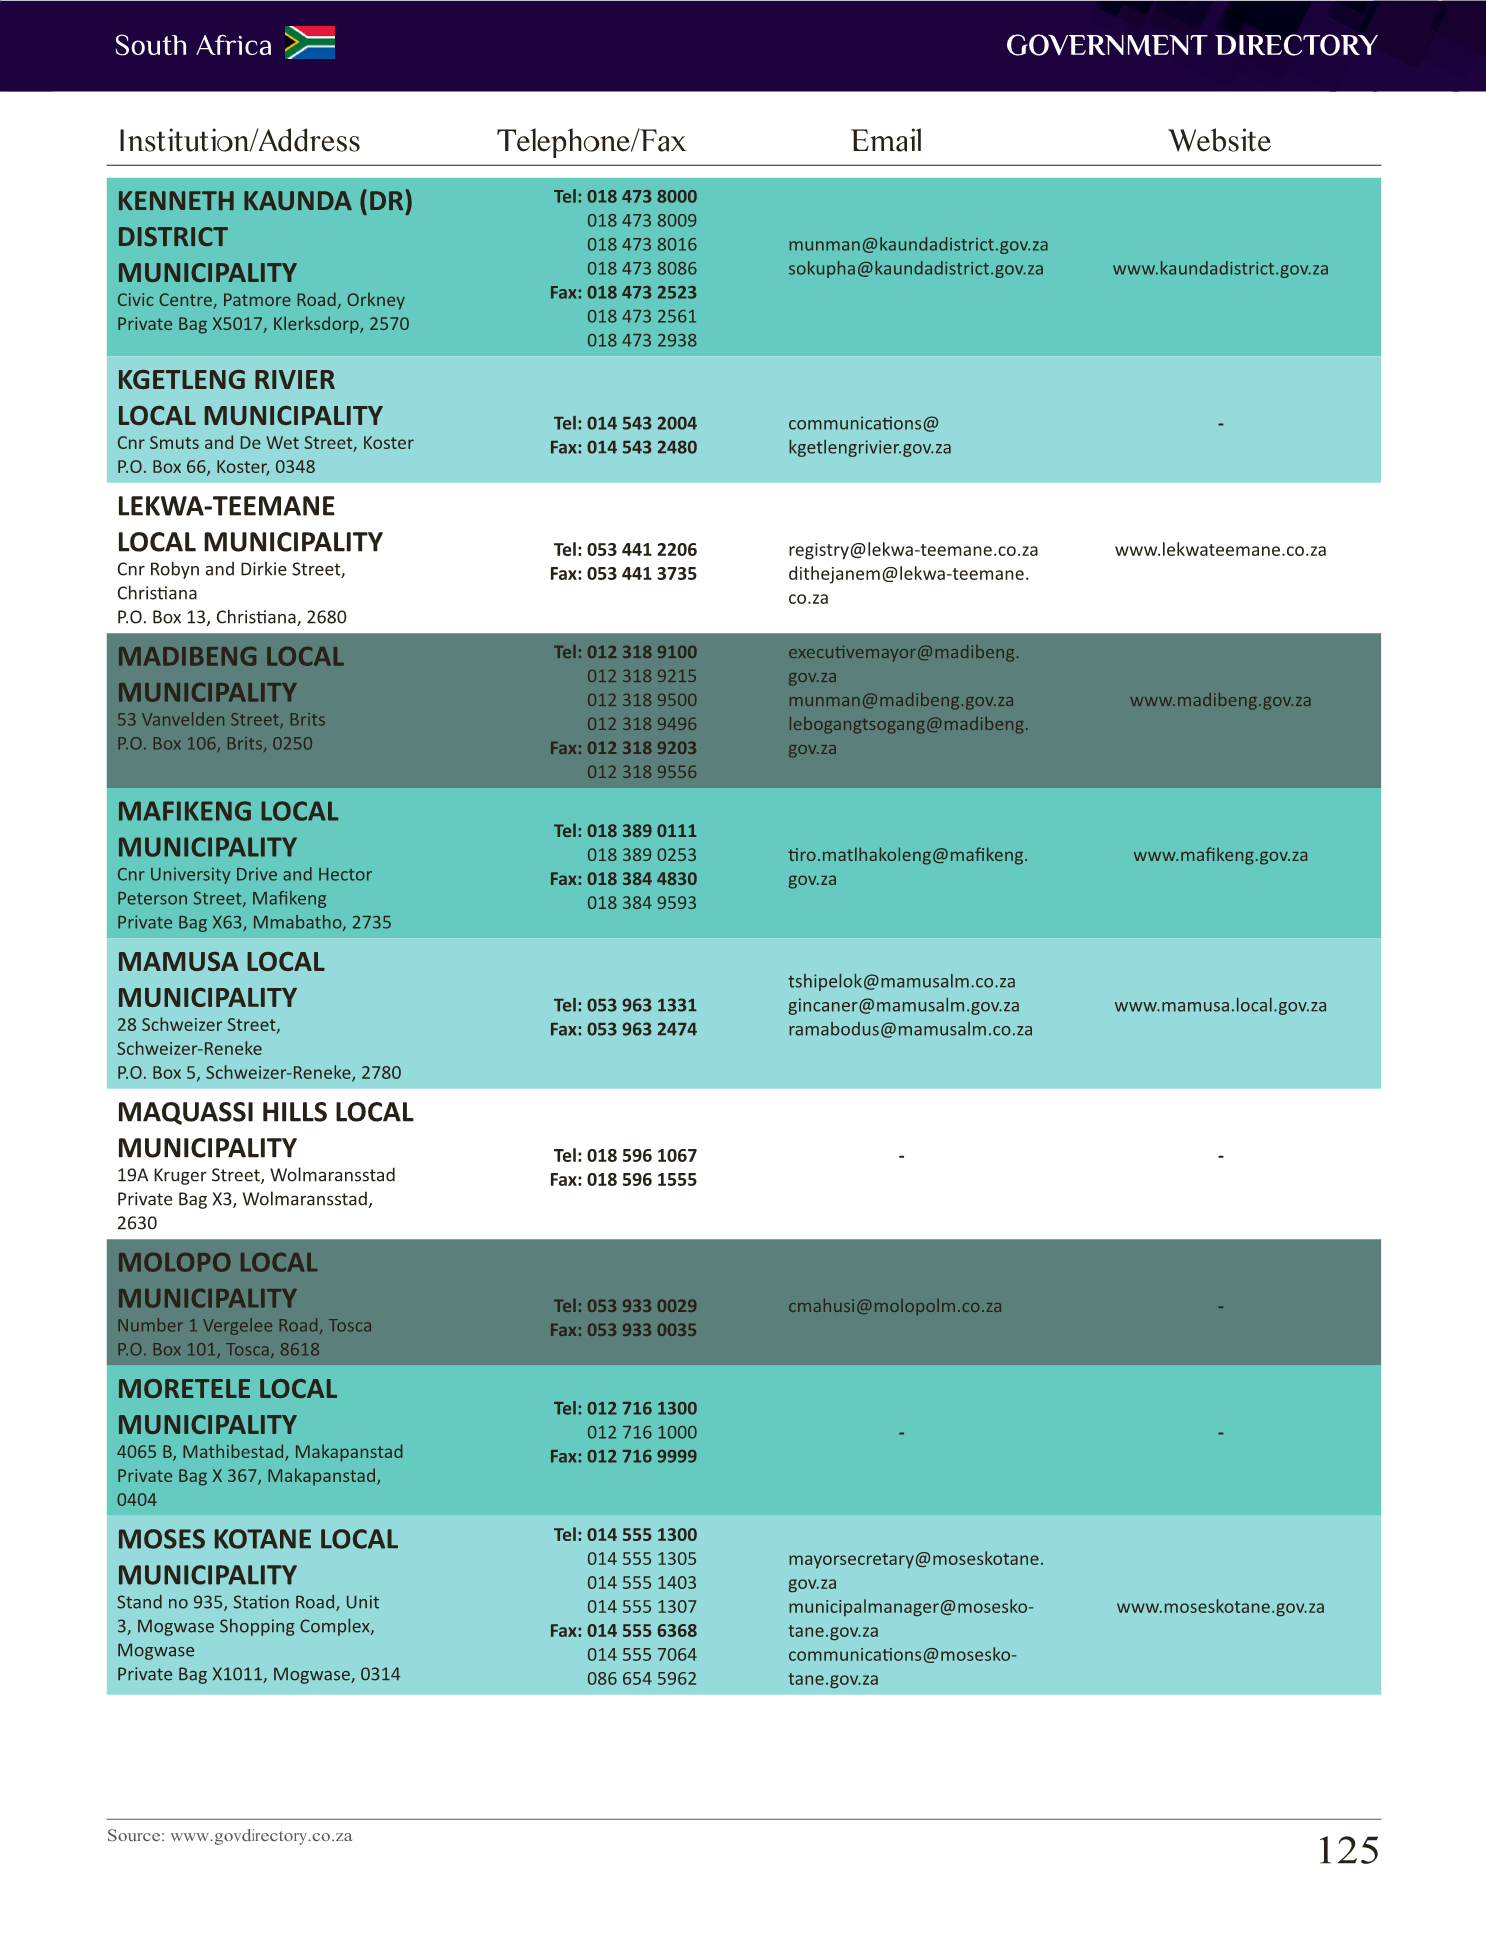 South Africa
GOVERNMENT DIRECTORY
Institution/Address
Telephone/Fax
Email
Website
KENNETH KAUNDA (DR)
DISTRICT
MUNICIPALITY
Civic Centre, Patmore Road, Orkney
Private Bag X5017, Klerksdorp, 2570
Tel: 018 473 8000
018 473 8009
018 473 8016
018 473 8086
Fax: 018 473 2523
018 473 2561
018 473 2938
munman@kaundadistrict.gov.za
sokupha@kaundadistrict.gov.za
www.kaundadistrict.gov.za
KGETLENG RIVIER
LOCAL MUNICIPALITY
Cnr Smuts and De Wet Street, Koster
P.O. Box 66, Koster, 0348
Tel: 014 543 2004
Fax: 014 543 2480
communications@
kgetlengrivier.gov.za
-
LEKWA-TEEMANE
LOCAL MUNICIPALITY
Cnr Robyn and Dirkie Street,
Christiana
P.O. Box 13, Christiana, 2680
Tel: 053 441 2206
Fax: 053 441 3735
registry@lekwa-teemane.co.za
dithejanem@lekwa-teemane.
co.za
www.lekwateemane.co.za
MADIBENG LOCAL
MUNICIPALITY
53 Vanvelden Street, Brits
P.O. Box 106, Brits, 0250
Tel: 012 318 9100
012 318 9215
012 318 9500
012 318 9496
Fax: 012 318 9203
012 318 9556
executivemayor@madibeng.
gov.za
munman@madibeng.gov.za
lebogangtsogang@madibeng.
gov.za
www.madibeng.gov.za
MAFIKENG LOCAL
MUNICIPALITY
Cnr University Drive and Hector
Peterson Street, Mafikeng
Private Bag X63, Mmabatho, 2735
Tel: 018 389 0111
018 389 0253
Fax: 018 384 4830
018 384 9593
tiro.matlhakoleng@mafikeng.
gov.za
www.mafikeng.gov.za
MAMUSA LOCAL
MUNICIPALITY
28 Schweizer Street,
Schweizer-Reneke
P.O. Box 5, Schweizer-Reneke, 2780
Tel: 053 963 1331
Fax: 053 963 2474
tshipelok@mamusalm.co.za
gincaner@mamusalm.gov.za
ramabodus@mamusalm.co.za
www.mamusa.local.gov.za
MAQUASSI HILLS LOCAL
MUNICIPALITY
19A Kruger Street, Wolmaransstad
Private Bag X3, Wolmaransstad,
2630
Tel: 018 596 1067
Fax: 018 596 1555
-
-
MOLOPO LOCAL
MUNICIPALITY
Number 1 Vergelee Road, Tosca
P.O. Box 101, Tosca, 8618
Tel: 053 933 0029
Fax: 053 933 0035
cmahusi@molopolm.co.za
-
MORETELE LOCAL
MUNICIPALITY
4065 B, Mathibestad, Makapanstad
Private Bag X 367, Makapanstad,
0404
Tel: 012 716 1300
012 716 1000
Fax: 012 716 9999
-
-
MOSES KOTANE LOCAL
MUNICIPALITY
Stand no 935, Station Road, Unit
3, Mogwase Shopping Complex,
Mogwase
Private Bag X1011, Mogwase, 0314
Tel: 014 555 1300
014 555 1305
014 555 1403
014 555 1307
Fax: 014 555 6368
014 555 7064
086 654 5962
mayorsecretary@moseskotane.
gov.za
municipalmanager@mosesko-
tane.gov.za
communications@mosesko-
tane.gov.za
www.moseskotane.gov.za
Source: www.govdirectory.co.za
125